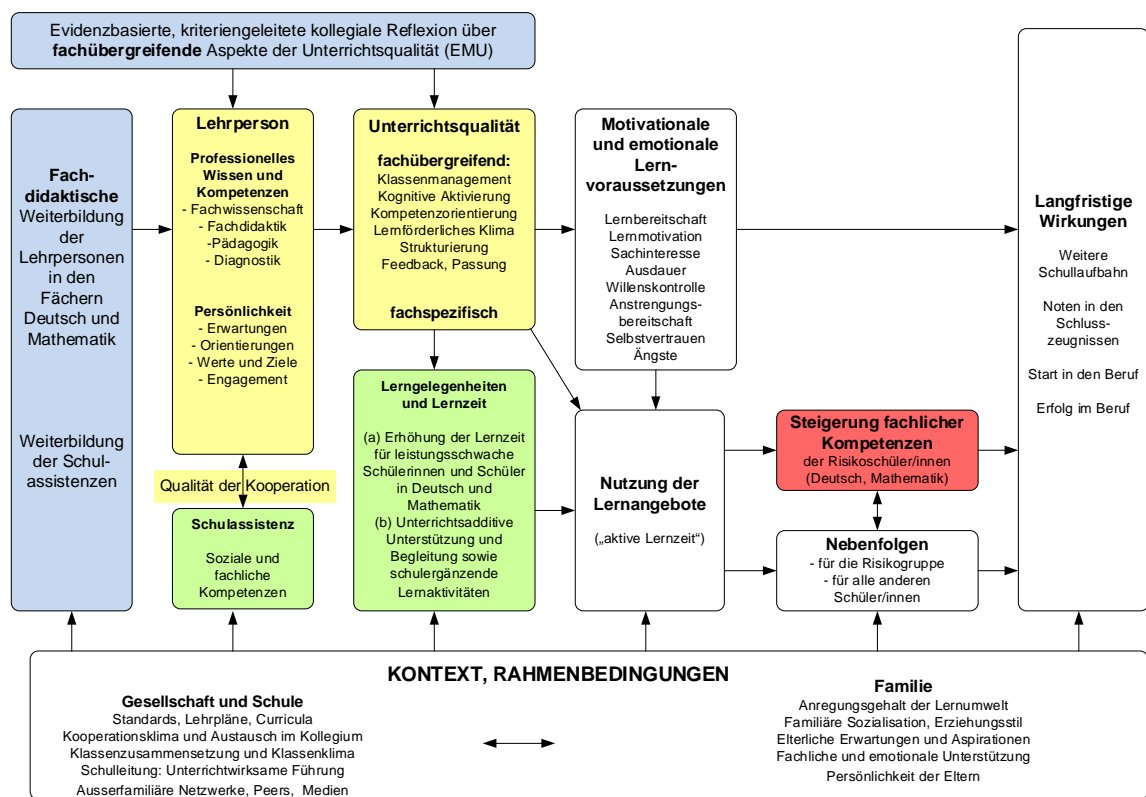 Evidenzbasierte, kriteriengeleitete kollegiale Reflexion über
fachübergreifende Aspekte der Unterrichtsqualität (EMU)
Fach-
didaktische
Weiterbildung
der
Lehrpersonen
in den
Fächern
Deutsch und
Mathematik
Weiterbildung
der Schul-
assistenzen
Lehrperson
Professionelles
Wissen und
Kompetenzen
- Fachwissenschaft
- Fachdidaktik
-Pädagogik
- Diagnostik
Persönlichkeit
- Erwartungen
- Orientierungen
- Werte und Ziele
- Engagement
Qualität der Kooperation
Schulassistenz
Soziale und
fachliche
Kompetenzen
Unterrichtsqualität
fachübergreifend:
Klassenmanagement
Kognitive Aktivierung
Kompetenzorientierung
Lernförderliches Klima
Strukturierung
Feedback, Passung
fachspezifisch
Lerngelegenheiten
und Lernzeit
(a) Erhöhung der Lernzeit
für leistungsschwache
Schülerinnen und Schüler
in Deutsch und
Mathematik
(b) Unterrichtsadditive
Unterstützung und
Begleitung sowie
schulergänzende
Lernaktivitäten
Motivationale
und emotionale
Lern-
voraussetzungen
Lernbereitschaft
Lernmotivation
Sachinteresse
Ausdauer
Willenskontrolle
Anstrengungs-
bereitschaft
Selbstvertrauen
Ängste
Nutzung der
Lernangebote
(„aktive Lernzeit“)
Steigerung fachlicher
Kompetenzen
der Risikoschüler/innen
(Deutsch, Mathematik)
Nebenfolgen
- für die Risikogruppe
- für alle anderen
Schüler/innen
Langfristige
Wirkungen
Weitere
Schullaufbahn
Noten in den
Schluss-
zeugnissen
Start in den Beruf
Erfolg im Beruf
KONTEXT, RAHMENBEDINGUNGEN
Gesellschaft und Schule
Standards, Lehrpläne, Curricula
Kooperationsklima und Austausch im Kollegium
Klassenzusammensetzung und Klassenklima
Schulleitung: Unterrichtwirksame Führung
Ausserfamiliäre Netzwerke, Peers, Medien
Familie
Anregungsgehalt der Lernumwelt
Familiäre Sozialisation, Erziehungsstil
Elterliche Erwartungen und Aspirationen
Fachliche und emotionale Unterstützung
Persönlichkeit der Eltern